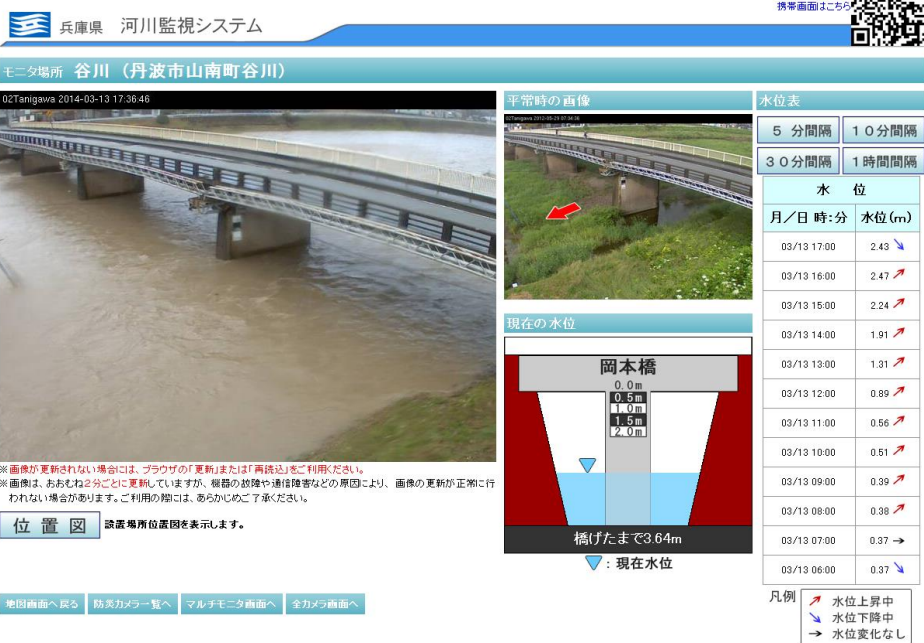 兵庫県 河川監視システム
携帯画面はこちら
モニタ場所 谷川 (丹波市山南町谷川)
02Tanigawa 2014-03-13 17:36:46
※画像が更新されない場合には、ブラウザの「更新」または「再読込」をご利用ください。
※画像は、おおむね2分ごとに更新していますが、機器の故障や通信障害などの原因により、画像の更新が正常に行
われない場合があります。ご利用の際には、あらかじめご了承ください。
位置図 設置場所位置図を表示します。
平常時の画像
現在の水位
岡本橋
0.0m
0.5m
1.0m
1.5m
2.0m
橋げたまで3.64m
:現在水位
水位表
5 分間隔 10分間隔
30分間隔 1時間間隔
水 位
月/日 時:分 水位(m)
03/13 17:00 2.43
03/13 16:00 2.47
03/13 15:00 2.24
03/13 14:00 1.91
03/13 13:00 1.31
03/13 12:00 0.89
03/13 11:00 0.56
03/13 10:00 0.51
03/13 09:00 0.39
03/13 08:00 0.38
03/13 07:00 0.37 →
03/13 06:00 0.37
凡例
水位上昇中
水位下降中
→ 水位変化なし
地図画面へ戻る 防災カメラ一覧へ マルチモニタ画面へ 全カメラ画面へ